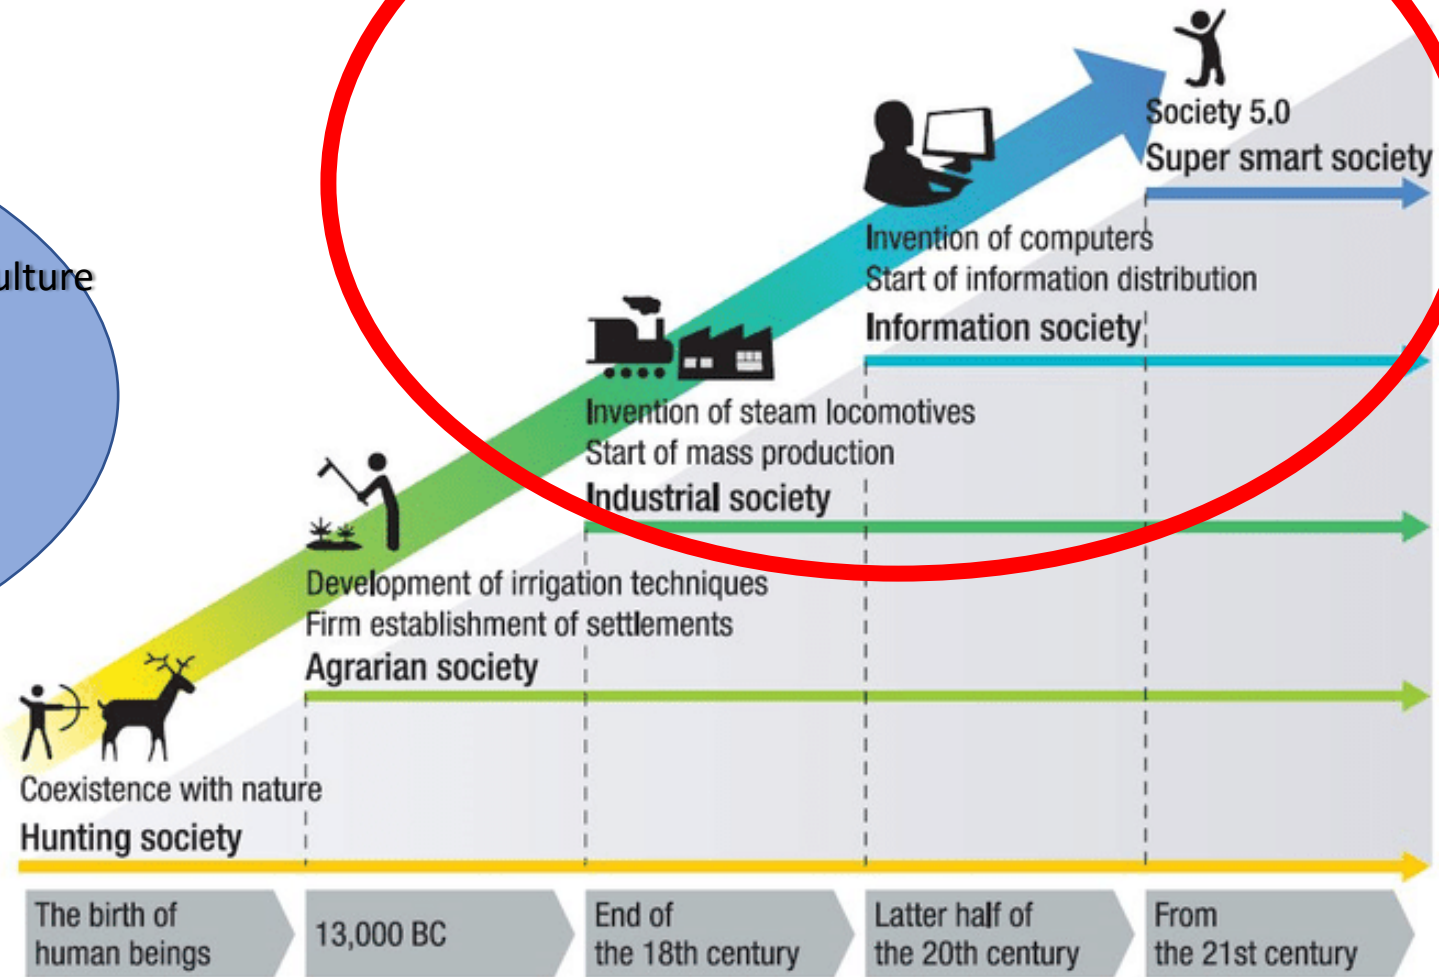 Society 5.0
Super smart society
Invention of computers
Start of information distribution
Information society
ulture
Invention of steam locomotives
Start of mass production
Industrial society
Development of irrigation techniques
Firm establishment of settlements
Agrarian society
Coexistence with nature
Hunting society
The birth of
human beings
13,000 BC
End of
the 18th century
Latter half of
the 20th century
From
the 21st century